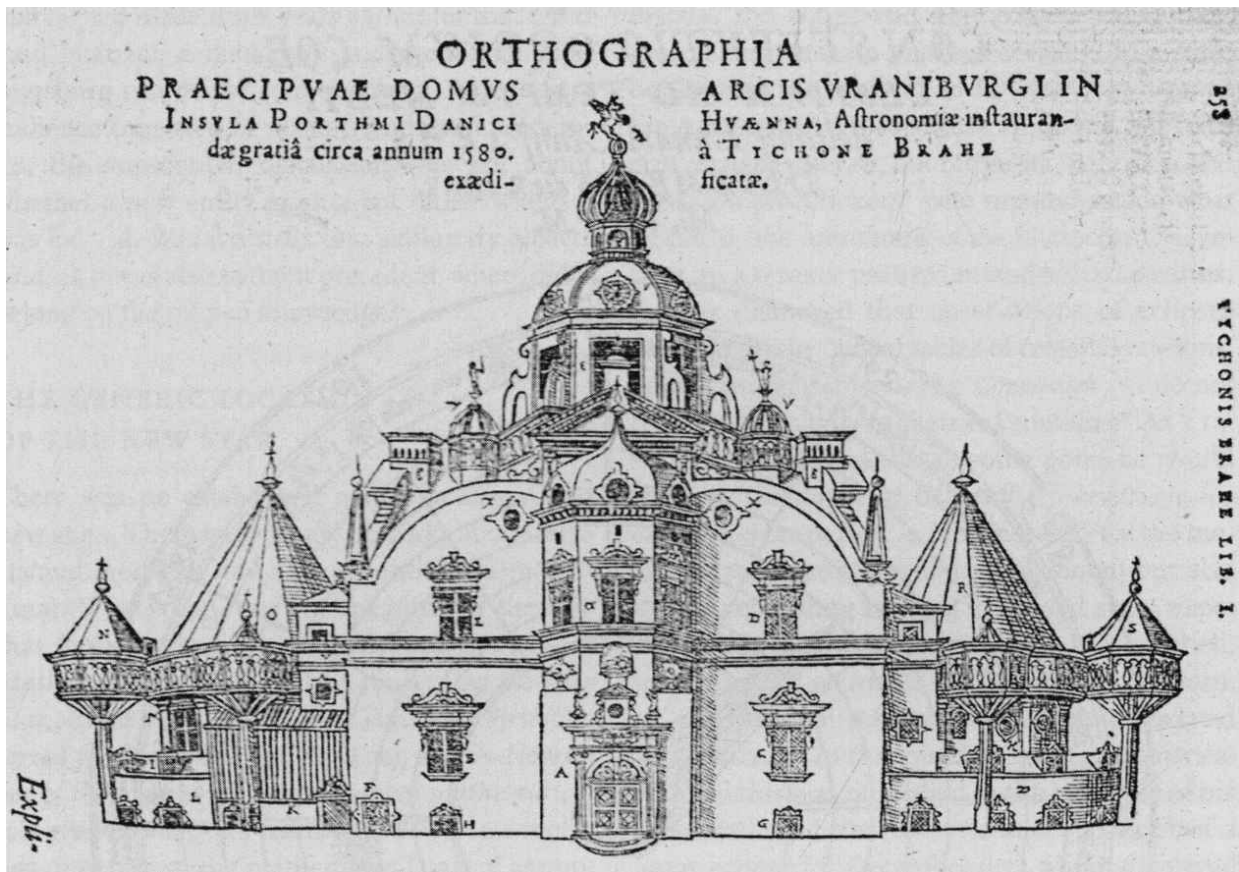 ORTHOGRAPHIA
PRAECIPVAE DOMVS ARCIS VRANIBVRGI IN
INSVLA PORTHMI DANICI HVÆNNA, Astronomiæ instauran-
dæ gratiâ circa annum 1580. à TYCHONE BRAHE
exædi- ficatæ.
258
TYCHONIS BRAHE LIB. I.
Expli-
N
R
S
E
D
I
C
S
A
H
G